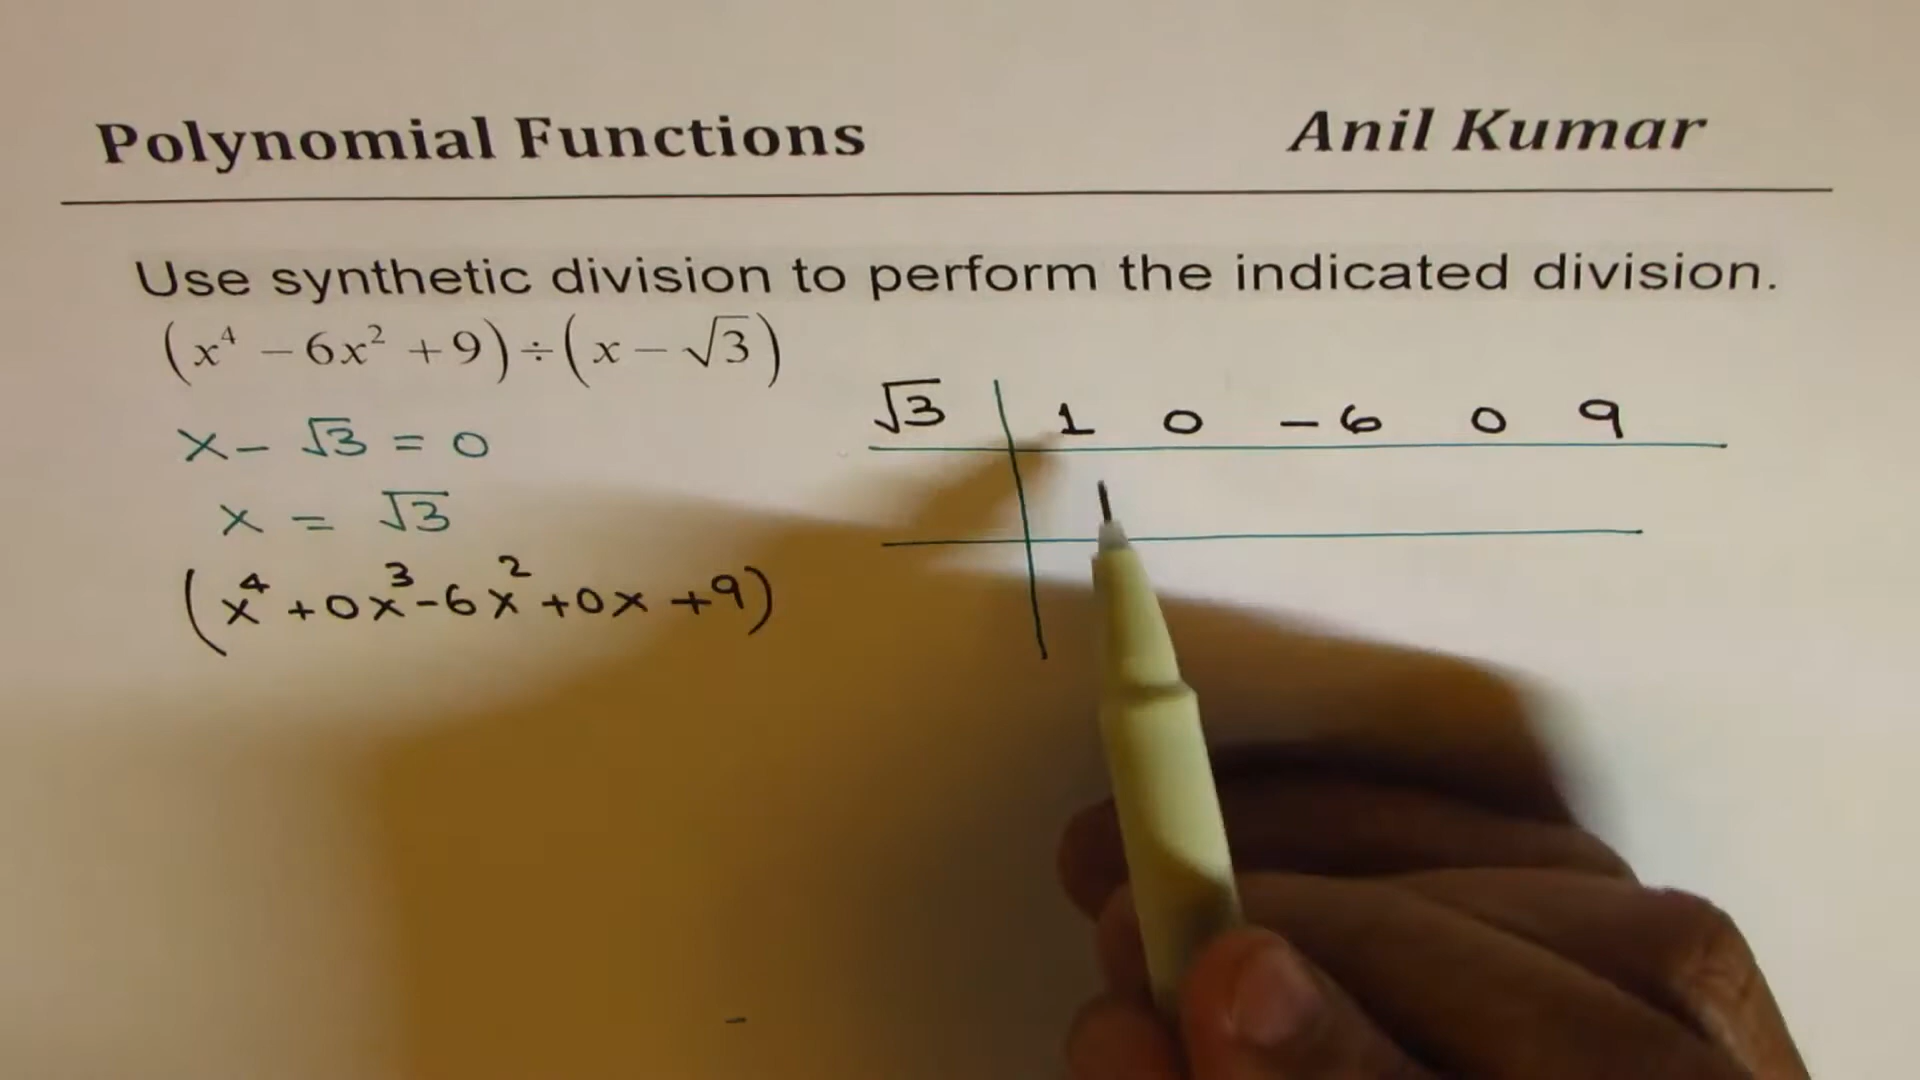 Polynomial Functions Anil Kumar
Use synthetic division to perform the indicated division.
(x⁴ − 6x² + 9) ÷ (x − √3)
x − √3 = 0
x = √3
(x⁴ + 0x³ − 6x² + 0x + 9)
√3 | 1 0 −6 0 9